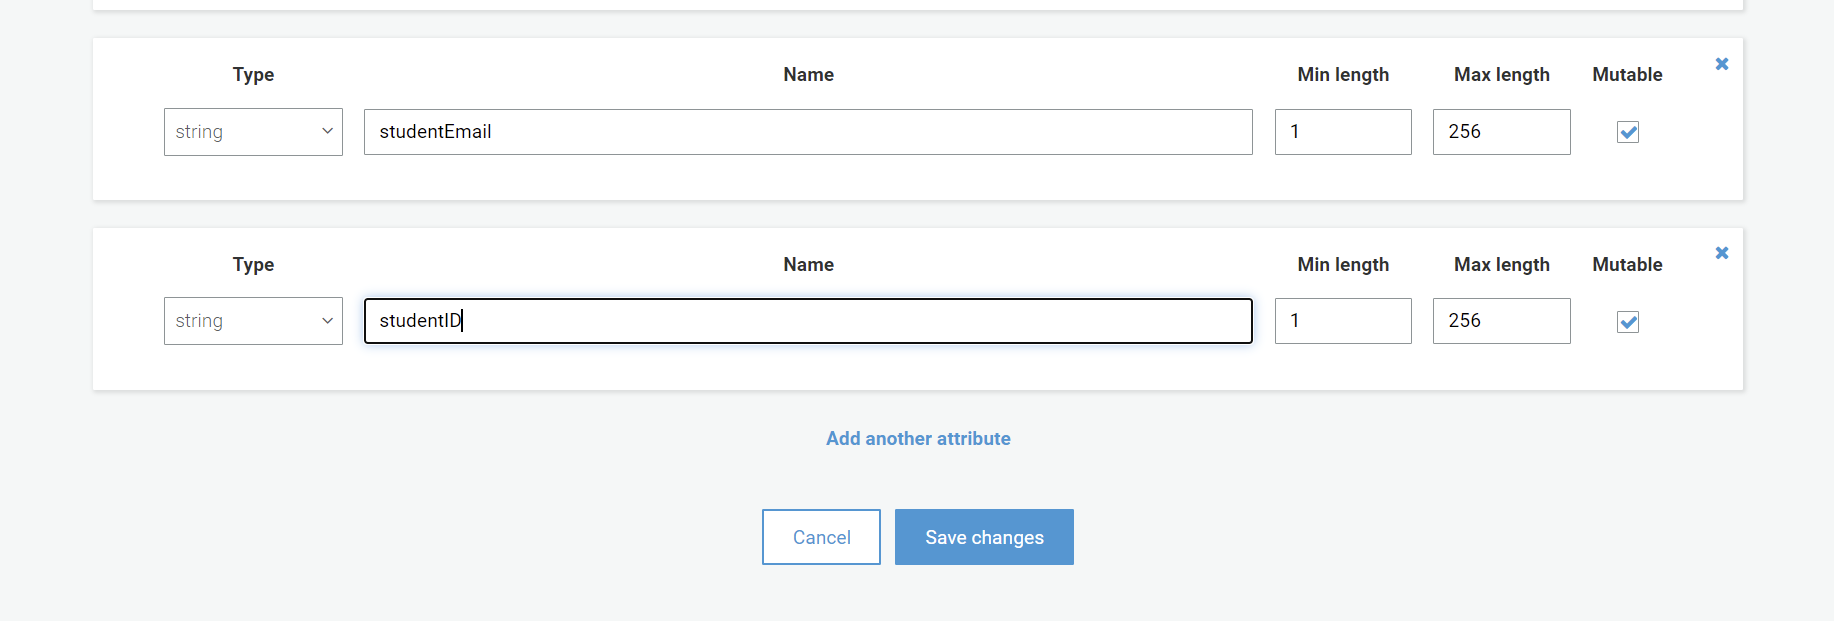 Type Name Min length Max length Mutable
string studentEmail 1 256
Type Name Min length Max length Mutable
string studentID 1 256
Add another attribute
Cancel Save changes